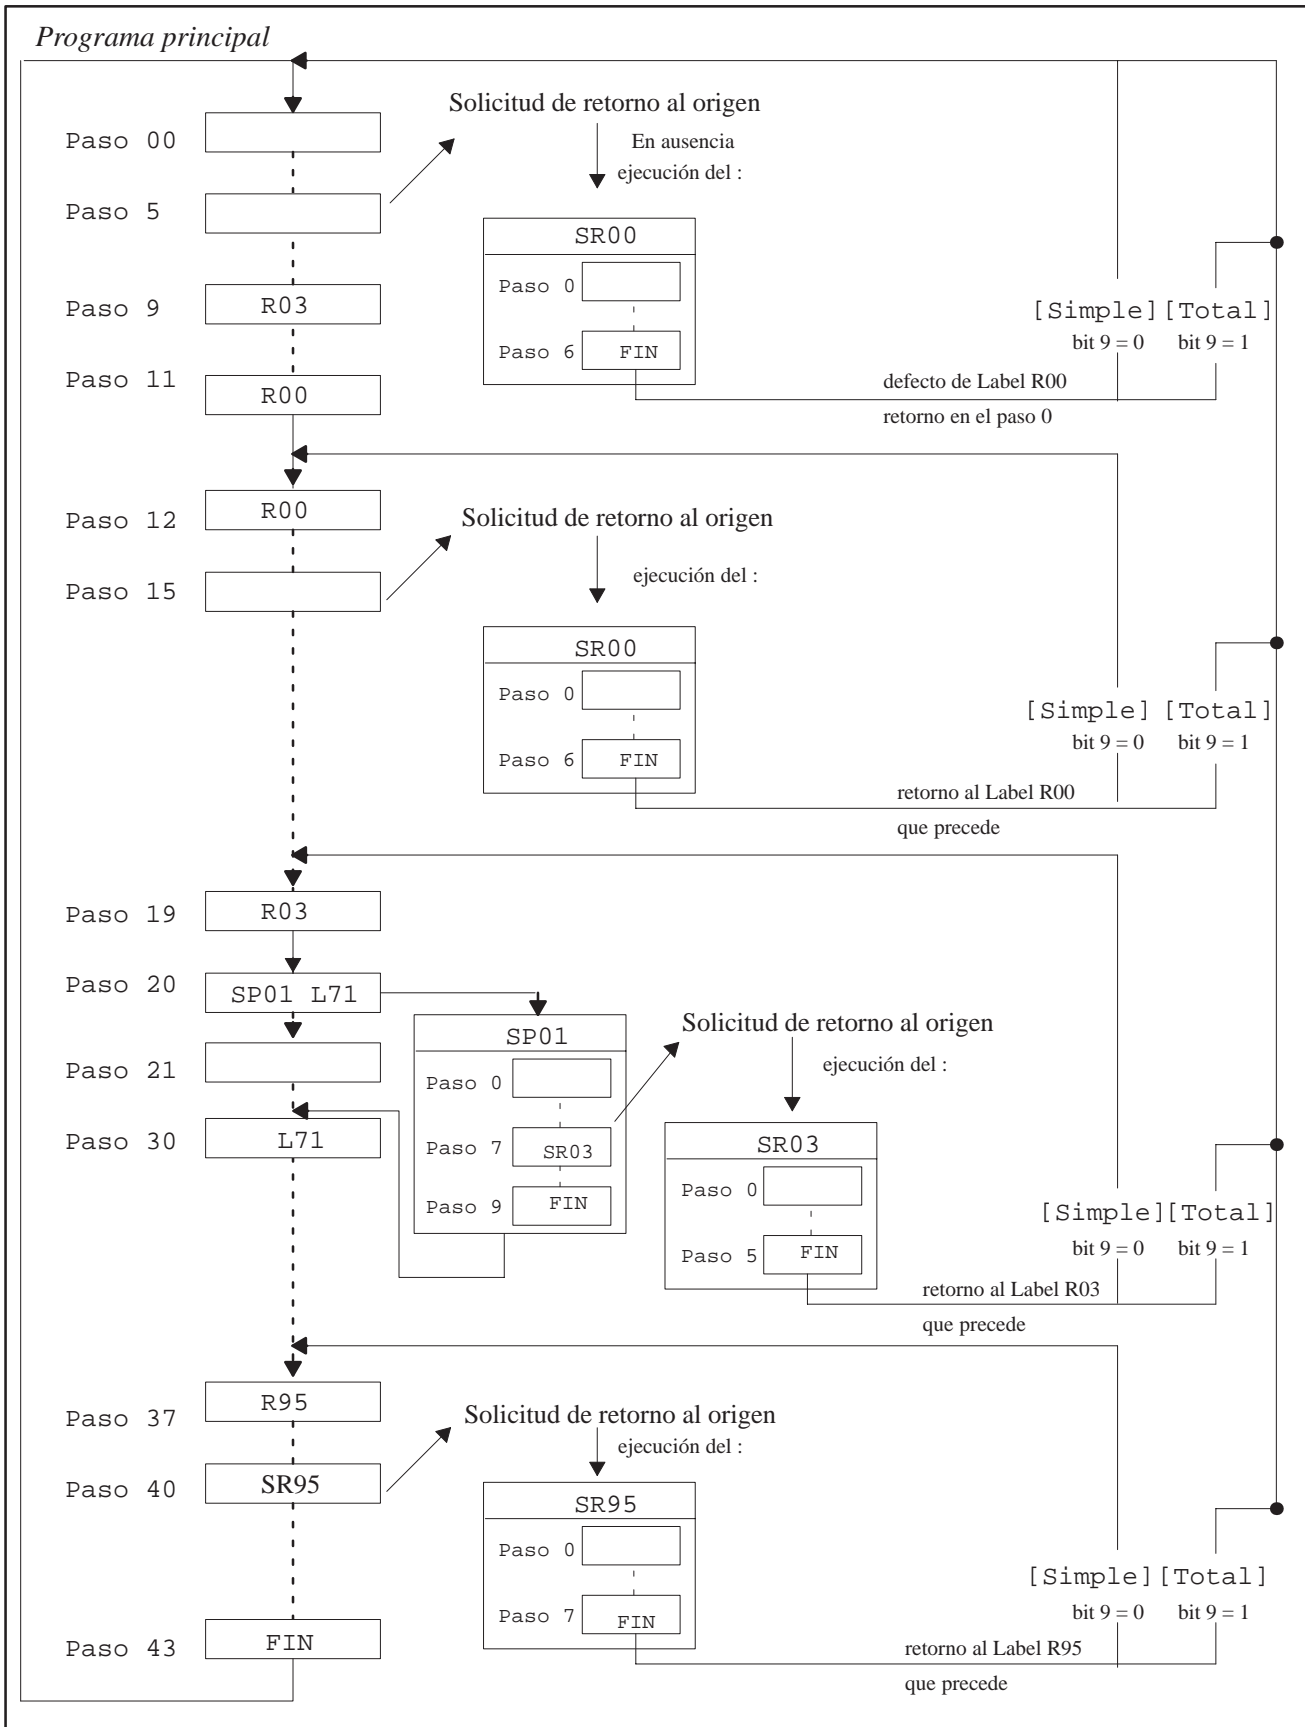 Programa principal
Solicitud de retorno al origen
Paso 00
En ausencia
ejecución del :
Paso 5
SR00
Paso 0
Paso 9
R03
[Simple] [Total]
bit 9 = 0
bit 9 = 1
Paso 6
FIN
Paso 11
R00
defecto de Label R00
retorno en el paso 0
Paso 12
R00
Solicitud de retorno al origen
ejecución del :
Paso 15
SR00
Paso 0
[Simple] [Total]
bit 9 = 0
bit 9 = 1
Paso 6
FIN
retorno al Label R00
que precede
Paso 19
R03
Paso 20
SP01 L71
SP01
Solicitud de retorno al origen
ejecución del :
Paso 21
Paso 0
Paso 30
L71
Paso 7
SR03
SR03
Paso 0
Paso 9
FIN
[Simple] [Total]
bit 9 = 0
bit 9 = 1
Paso 5
FIN
retorno al Label R03
que precede
Paso 37
R95
Solicitud de retorno al origen
ejecución del :
Paso 40
SR95
SR95
Paso 0
[Simple] [Total]
bit 9 = 0
bit 9 = 1
Paso 7
FIN
Paso 43
FIN
retorno al Label R95
que precede